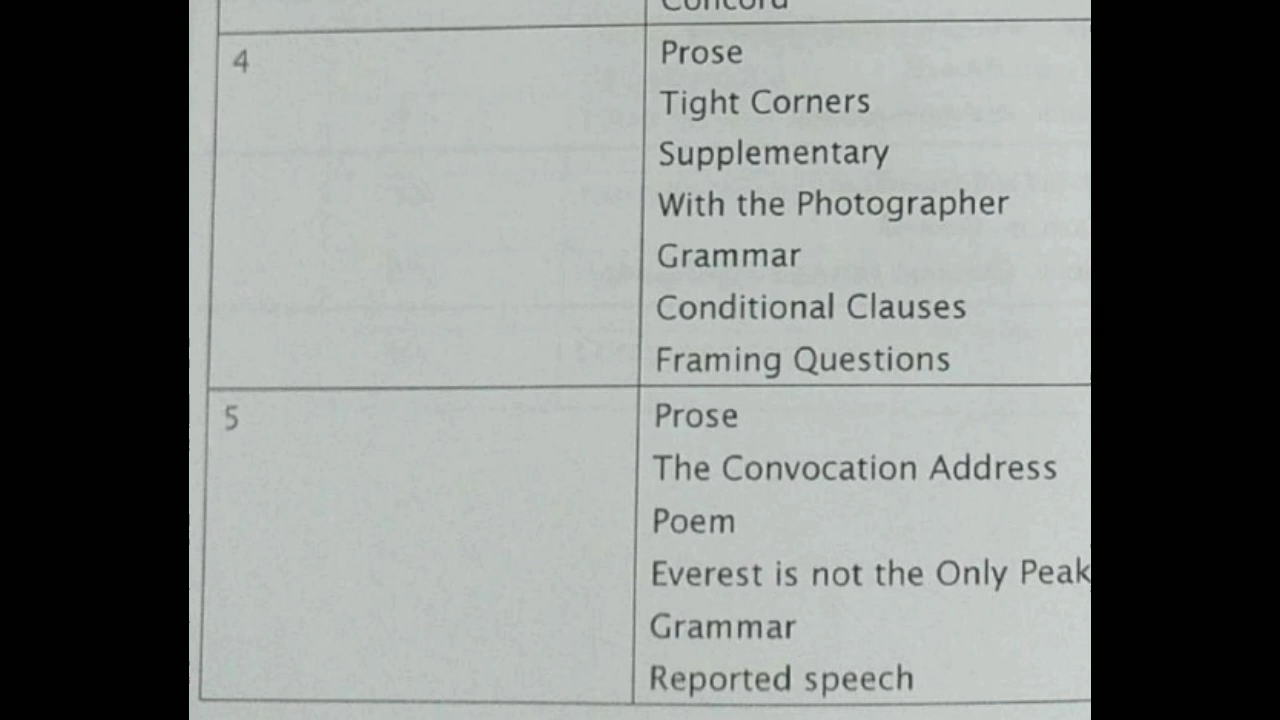 Concord
4
Prose
Tight Corners
Supplementary
With the Photographer
Grammar
Conditional Clauses
Framing Questions
5
Prose
The Convocation Address
Poem
Everest is not the Only Peak
Grammar
Reported speech